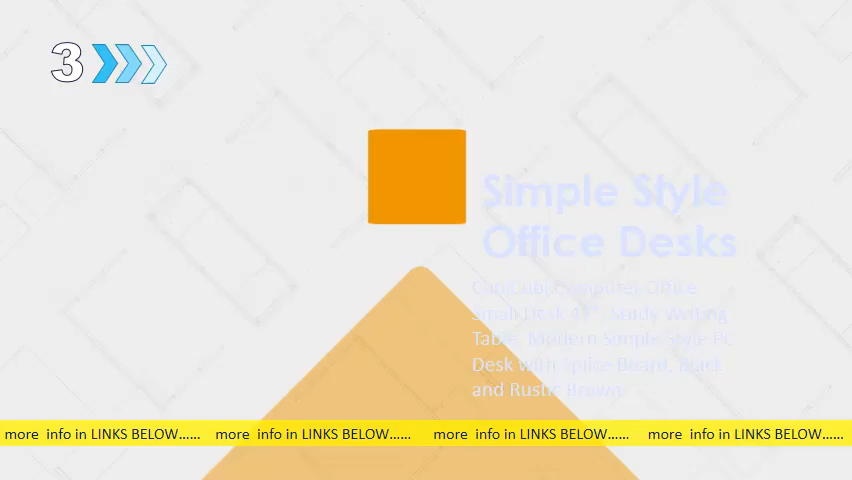 3
Simple Style
Office Desks
CubiCubi Computer Office
Small Desk 47", Study Writing
Table, Modern Simple Style PC
Desk with Splice Board, Black
and Rustic Brown
more info in LINKS BELOW...... more info in LINKS BELOW...... more info in LINKS BELOW...... more info in LINKS BELOW......